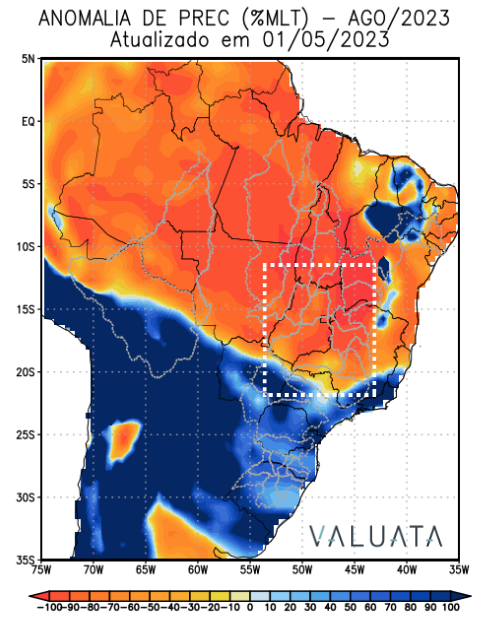 ANOMALIA DE PREC (%MLT) – AGO/2023
Atualizado em 01/05/2023
5N
EQ
5S
10S
15S
20S
25S
30S
35S
VALUATA
75W 70W 65W 60W 55W 50W 45W 40W 35W
-100 -90 -80 -70 -60 -50 -40 -30 -20 -10 0 10 20 30 40 50 60 70 80 90 100